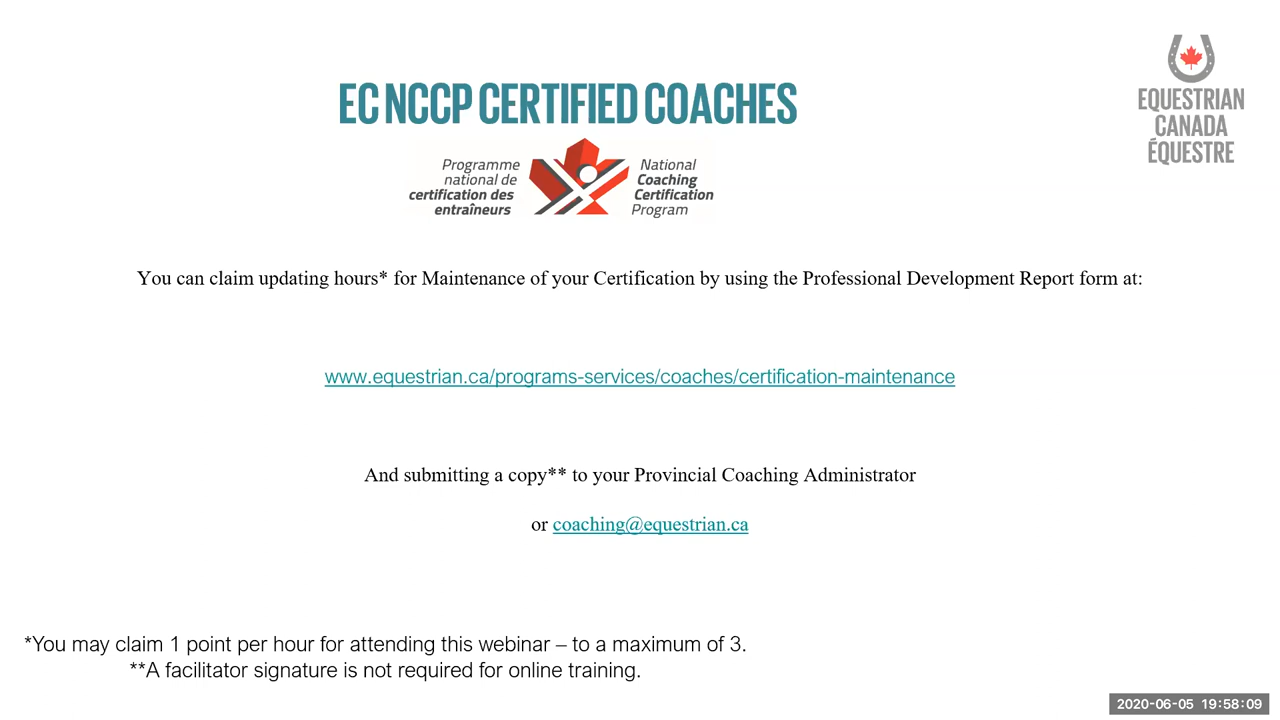 EC NCCP CERTIFIED COACHES
EQUESTRIAN
CANADA
ÉQUESTRE
Programme
national de
certification des
entraîneurs
National
Coaching
Certification
Program
You can claim updating hours* for Maintenance of your Certification by using the Professional Development Report form at:
www.equestrian.ca/programs-services/coaches/certification-maintenance
And submitting a copy** to your Provincial Coaching Administrator
or coaching@equestrian.ca
*You may claim 1 point per hour for attending this webinar – to a maximum of 3.
**A facilitator signature is not required for online training.
2020-06-05 19:58:09